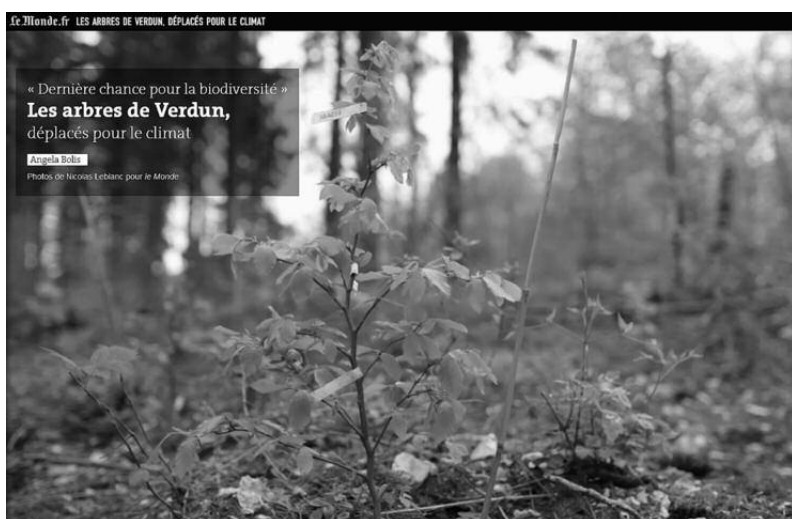 Le Monde.fr LES ARBRES DE VERDUN, DÉPLACÉS POUR LE CLIMAT
« Dernière chance pour la biodiversité »
Les arbres de Verdun,
déplacés pour le climat
Angela Bolis
Photos de Nicolas Leblanc pour le Monde